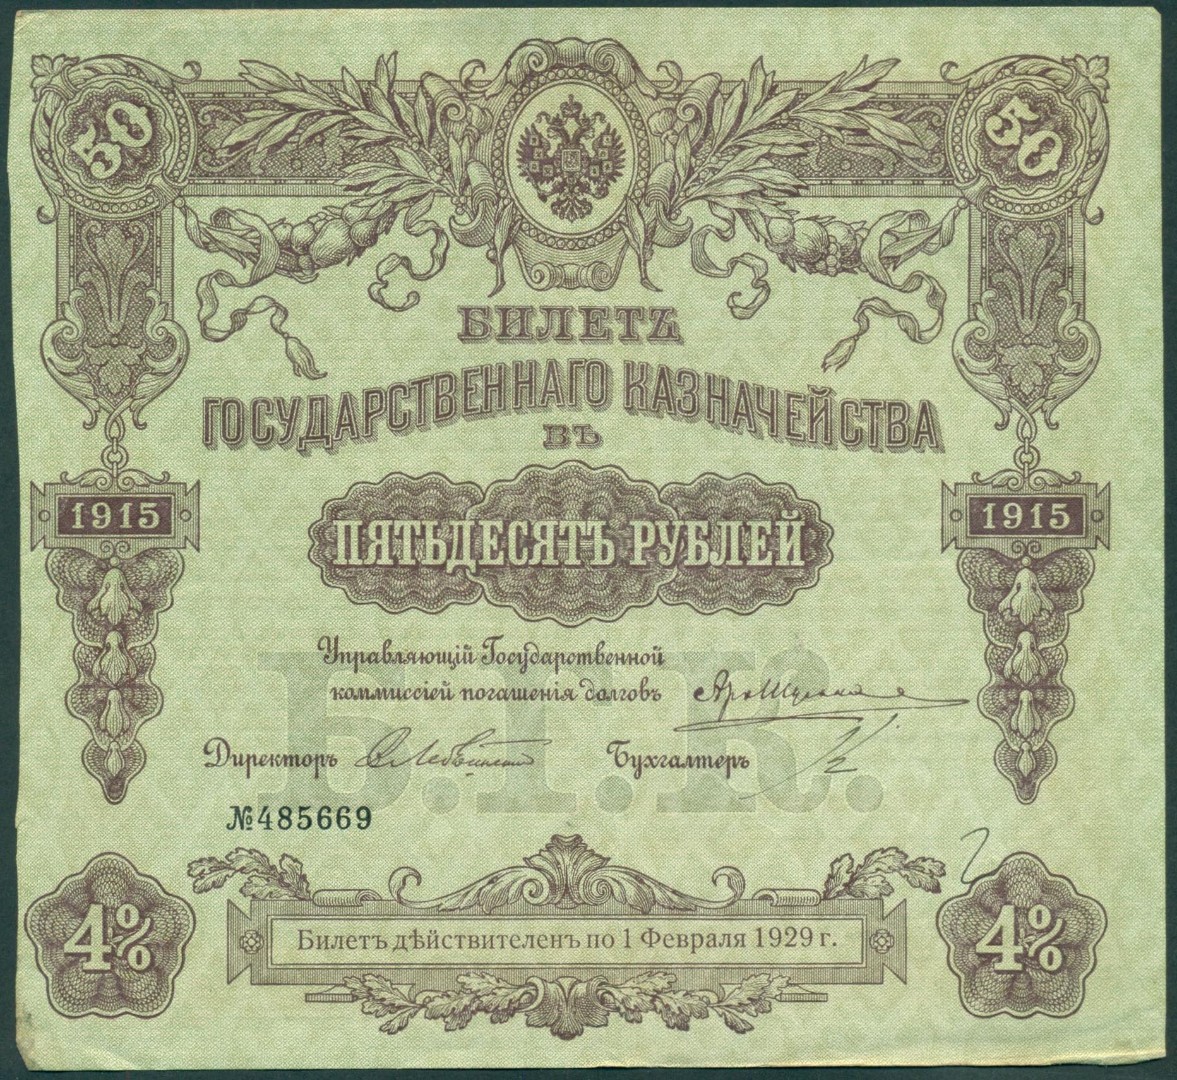 50 50
БИЛЕТЪ
ГОСУДАРСТВЕННАГО КАЗНАЧЕЙСТВА
ВЪ
1915 1915
ПЯТЬДЕСЯТЪ РУБЛЕЙ
Управляющій Государственной
коммиссіей погашенія долговъ
Директоръ Бухгалтеръ
Б.Г.К.
№485669
4% 4%
Билетъ дѣйствителенъ по 1 Февраля 1929 г.